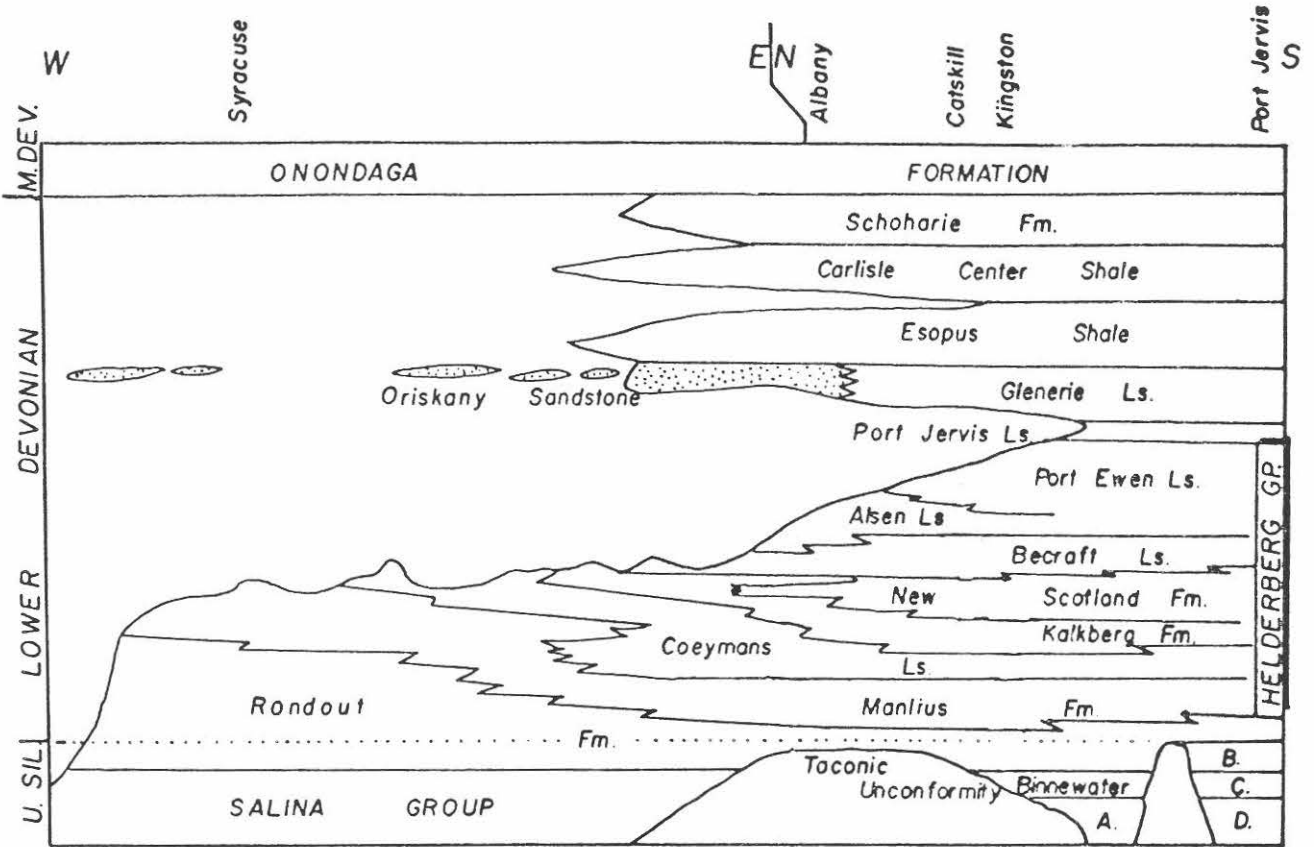 W
Syracuse
E N
Albany
Catskill
Kingston
Port Jervis
S
M. DEV.
ONONDAGA FORMATION
Schoharie Fm.
Carlisle Center Shale
Esopus Shale
LOWER DEVONIAN
Oriskany Sandstone
Glenerie Ls.
Port Jervis Ls.
Port Ewen Ls.
Alsen Ls
Becraft Ls.
New Scotland Fm.
Kalkberg Fm.
Coeymans
Ls.
HELDERBERG GP.
Rondout
Manlius Fm.
Fm.
U. SIL.
Taconic
Unconformity
Binnewater
B.
C.
SALINA GROUP
A.
D.